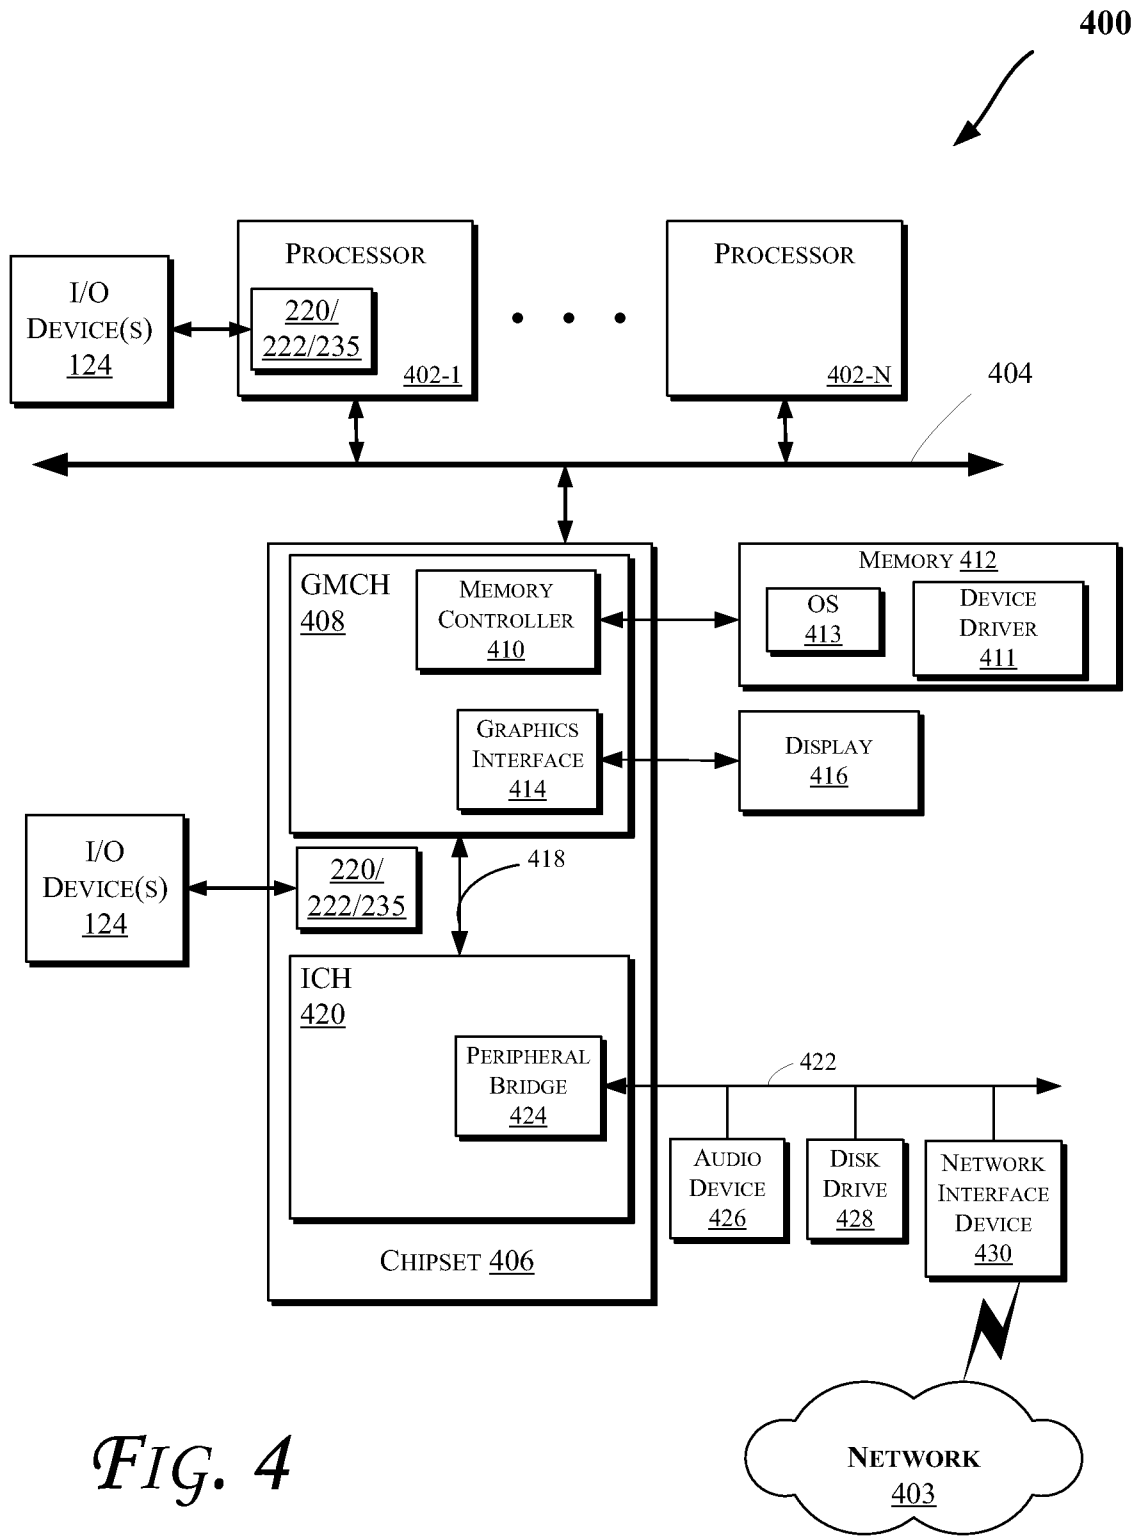 400
PROCESSOR
220/
222/235
402-1
PROCESSOR
402-N
I/O
DEVICE(S)
124
404
GMCH
408
MEMORY
CONTROLLER
410
GRAPHICS
INTERFACE
414
MEMORY 412
OS
413
DEVICE
DRIVER
411
DISPLAY
416
I/O
DEVICE(S)
124
220/
222/235
418
ICH
420
PERIPHERAL
BRIDGE
424
422
AUDIO
DEVICE
426
DISK
DRIVE
428
NETWORK
INTERFACE
DEVICE
430
CHIPSET 406
NETWORK
403
FIG. 4